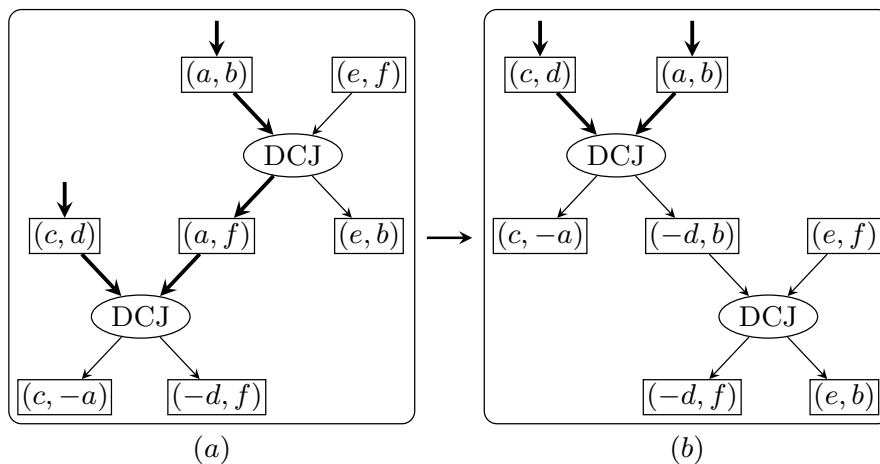 (a, b) (e, f)
DCJ
(c, d) (a, f) (e, b)
DCJ
(c, −a) (−d, f)
(a)
(c, d) (a, b)
DCJ
(c, −a) (−d, b) (e, f)
DCJ
(−d, f) (e, b)
(b)